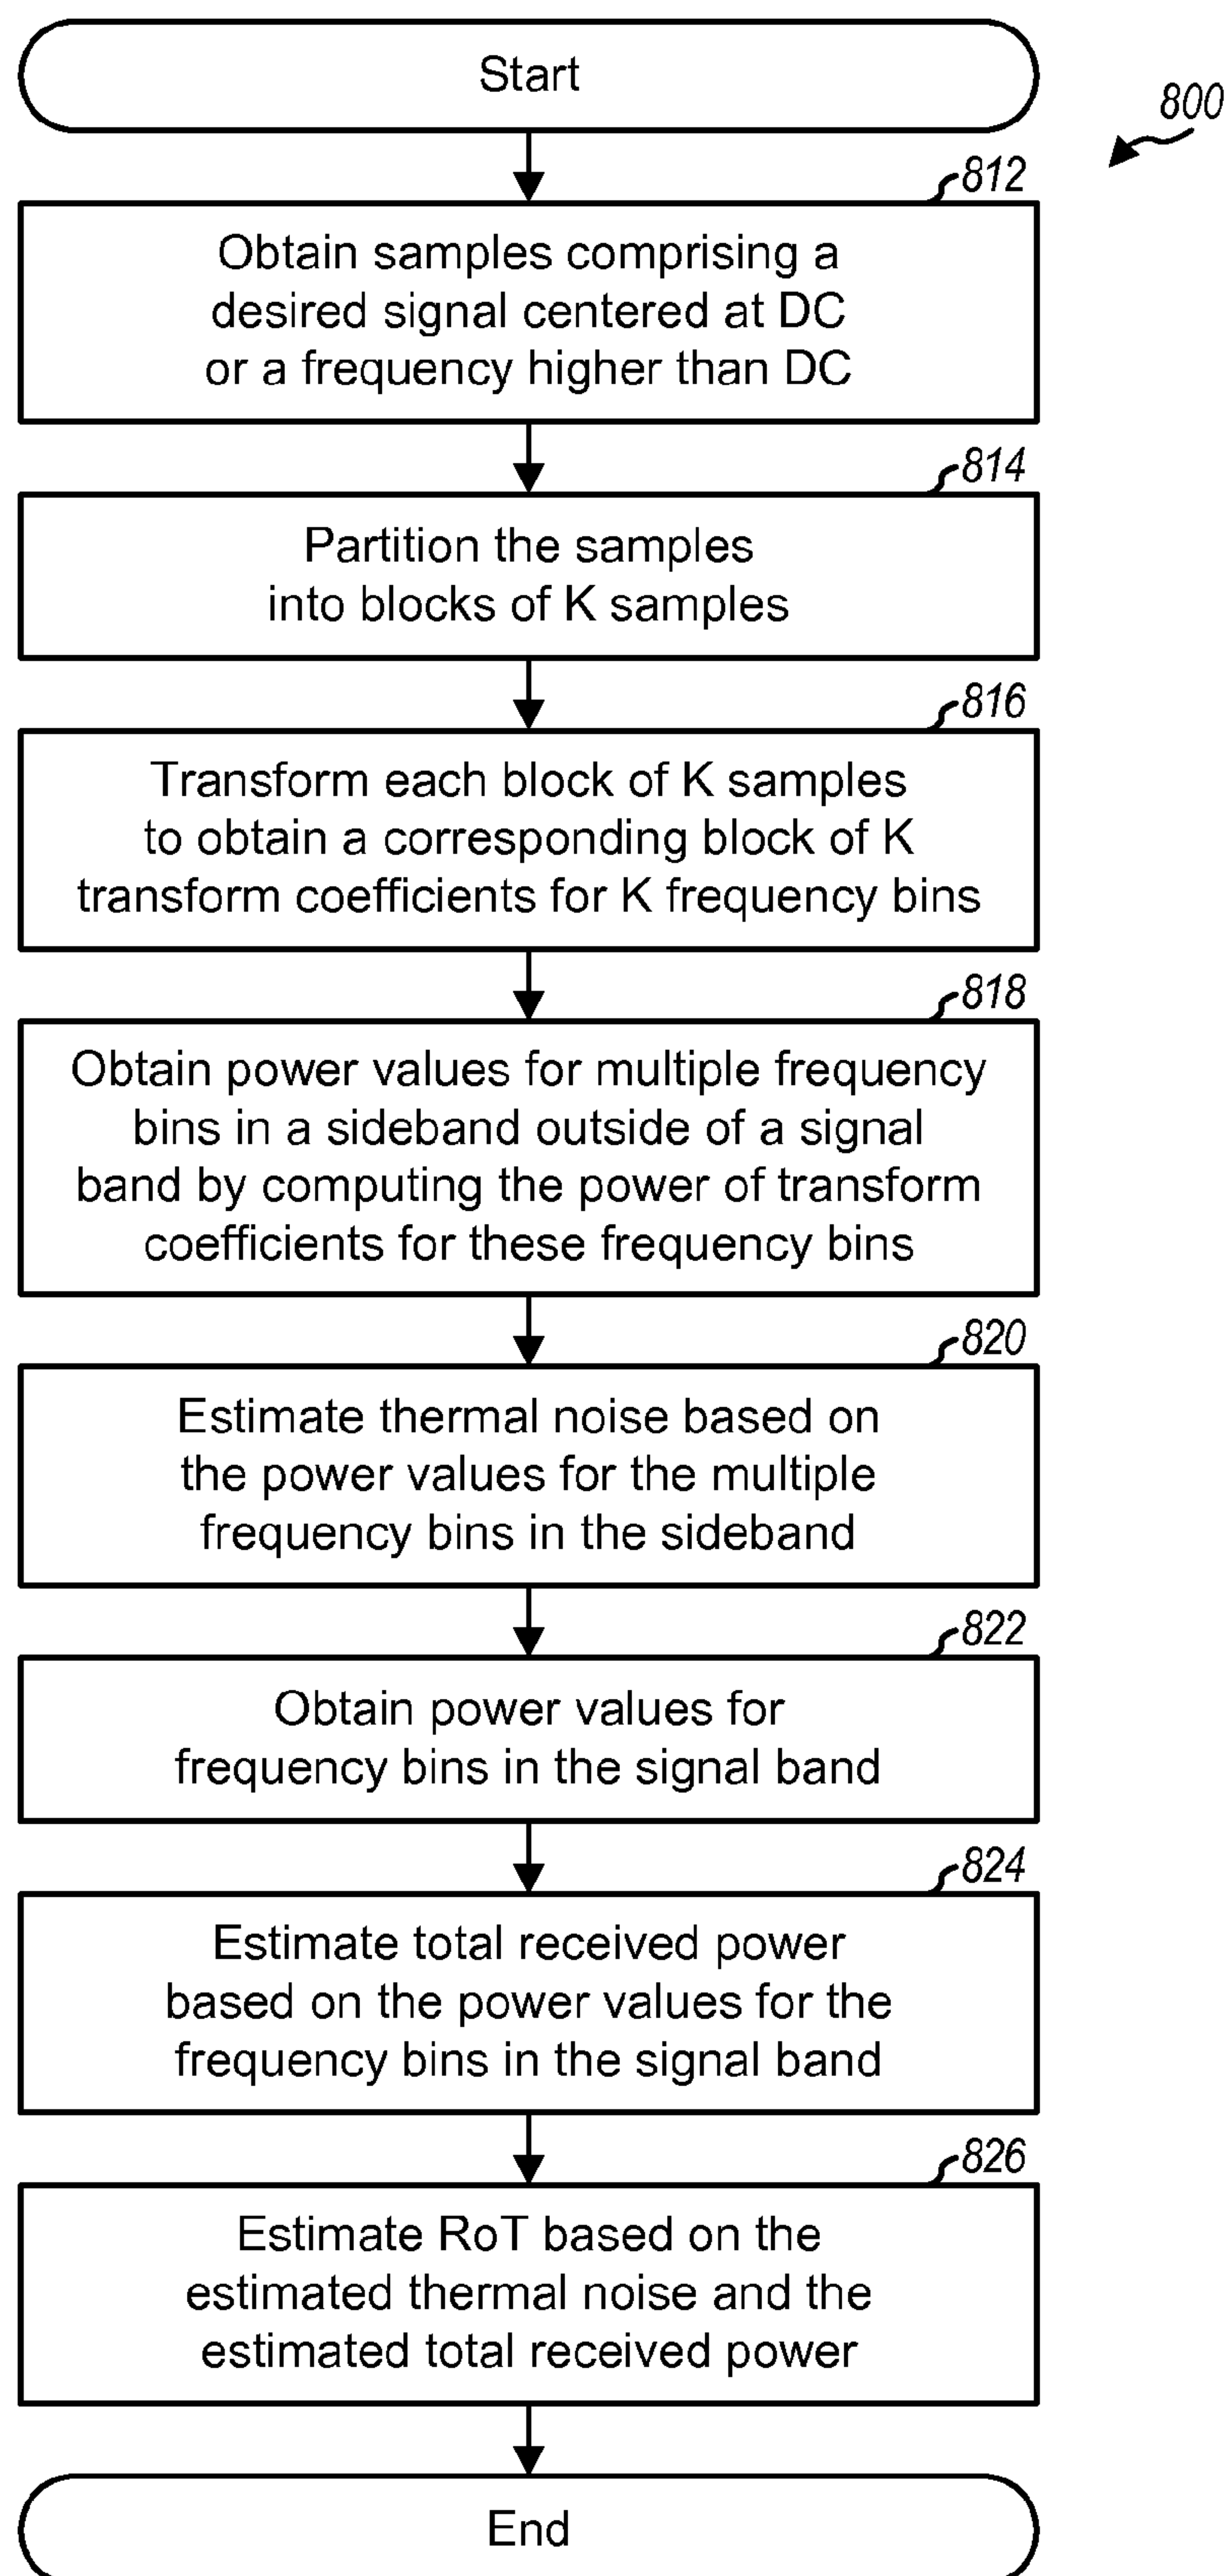 Start
800
812
Obtain samples comprising a
desired signal centered at DC
or a frequency higher than DC
814
Partition the samples
into blocks of K samples
816
Transform each block of K samples
to obtain a corresponding block of K
transform coefficients for K frequency bins
818
Obtain power values for multiple frequency
bins in a sideband outside of a signal
band by computing the power of transform
coefficients for these frequency bins
820
Estimate thermal noise based on
the power values for the multiple
frequency bins in the sideband
822
Obtain power values for
frequency bins in the signal band
824
Estimate total received power
based on the power values for the
frequency bins in the signal band
826
Estimate RoT based on the
estimated thermal noise and the
estimated total received power
End